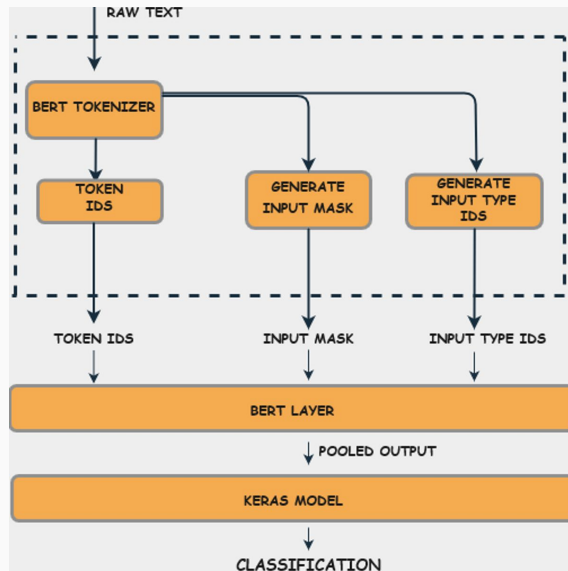 RAW TEXT
BERT TOKENIZER
TOKEN
IDS
GENERATE
INPUT MASK
GENERATE
INPUT TYPE
IDS
TOKEN IDS
INPUT MASK
INPUT TYPE IDS
BERT LAYER
POOLED OUTPUT
KERAS MODEL
CLASSIFICATION